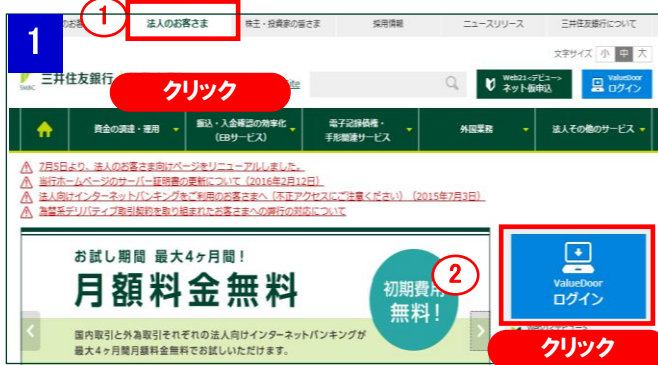 1
①
法人のお客さま
株主・投資家の皆さま
採用情報
ニュースリリース
三井住友銀行について
文字サイズ 小 中 大
三井住友銀行
SMBC
クリック
Web21<デビュー>
ネット仮申込
ValueDoor
ログイン
資金の調達・運用
振込・入金確認の効率化
(EBサービス)
電子記録債権・
手形関連サービス
外国業務
法人その他のサービス
7月5日より、法人のお客さま向けページをリニューアルしました。
当行ホームページのサーバー証明書の更新について(2016年2月12日)
法人向けインターネットバンキングをご利用のお客さまへ(不正アクセスにご注意ください)(2015年7月3日)
為替系デリバティブ取引契約を取り組まれたお客さまへの弊行の対応について
お試し期間 最大4ヶ月間!
月額料金無料
初期費用
無料!
②
国内取引と外為取引それぞれの法人向けインターネットバンキングが
最大4ヶ月間月額料金無料でお試しいただけます。
ValueDoor
ログイン
クリック